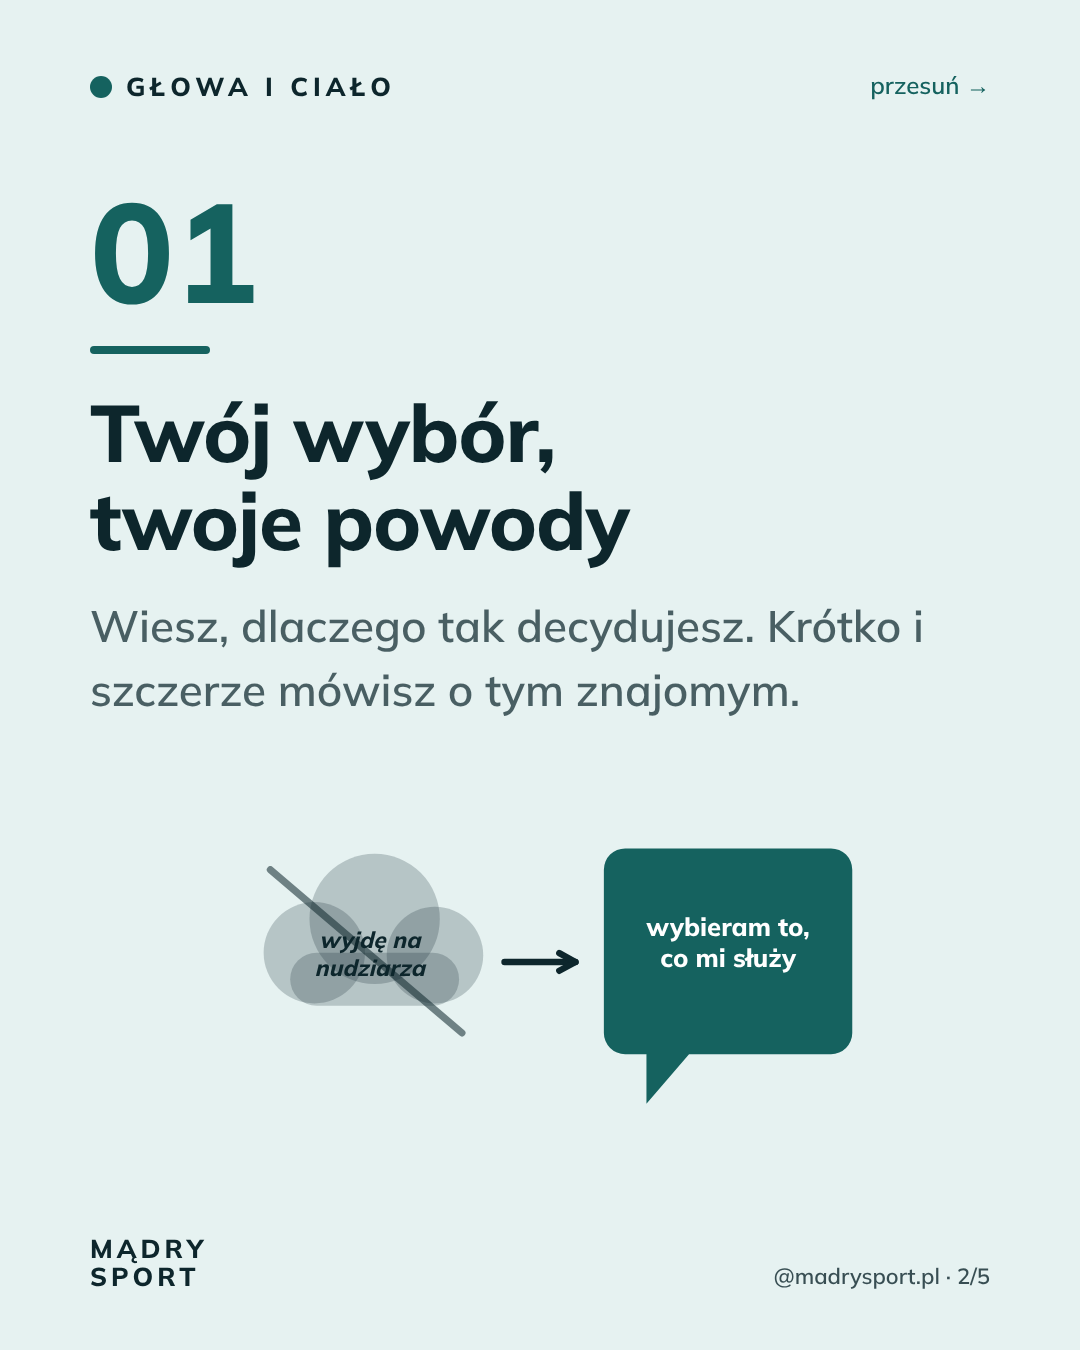 GŁOWA I CIAŁO
przesuń →
01
Twój wybór,
twoje powody
Wiesz, dlaczego tak decydujesz. Krótko i
szczerze mówisz o tym znajomym.
wyjdę na
nudziarza
wybieram to,
co mi służy
MĄDRY
SPORT
@madrysport.pl · 2/5